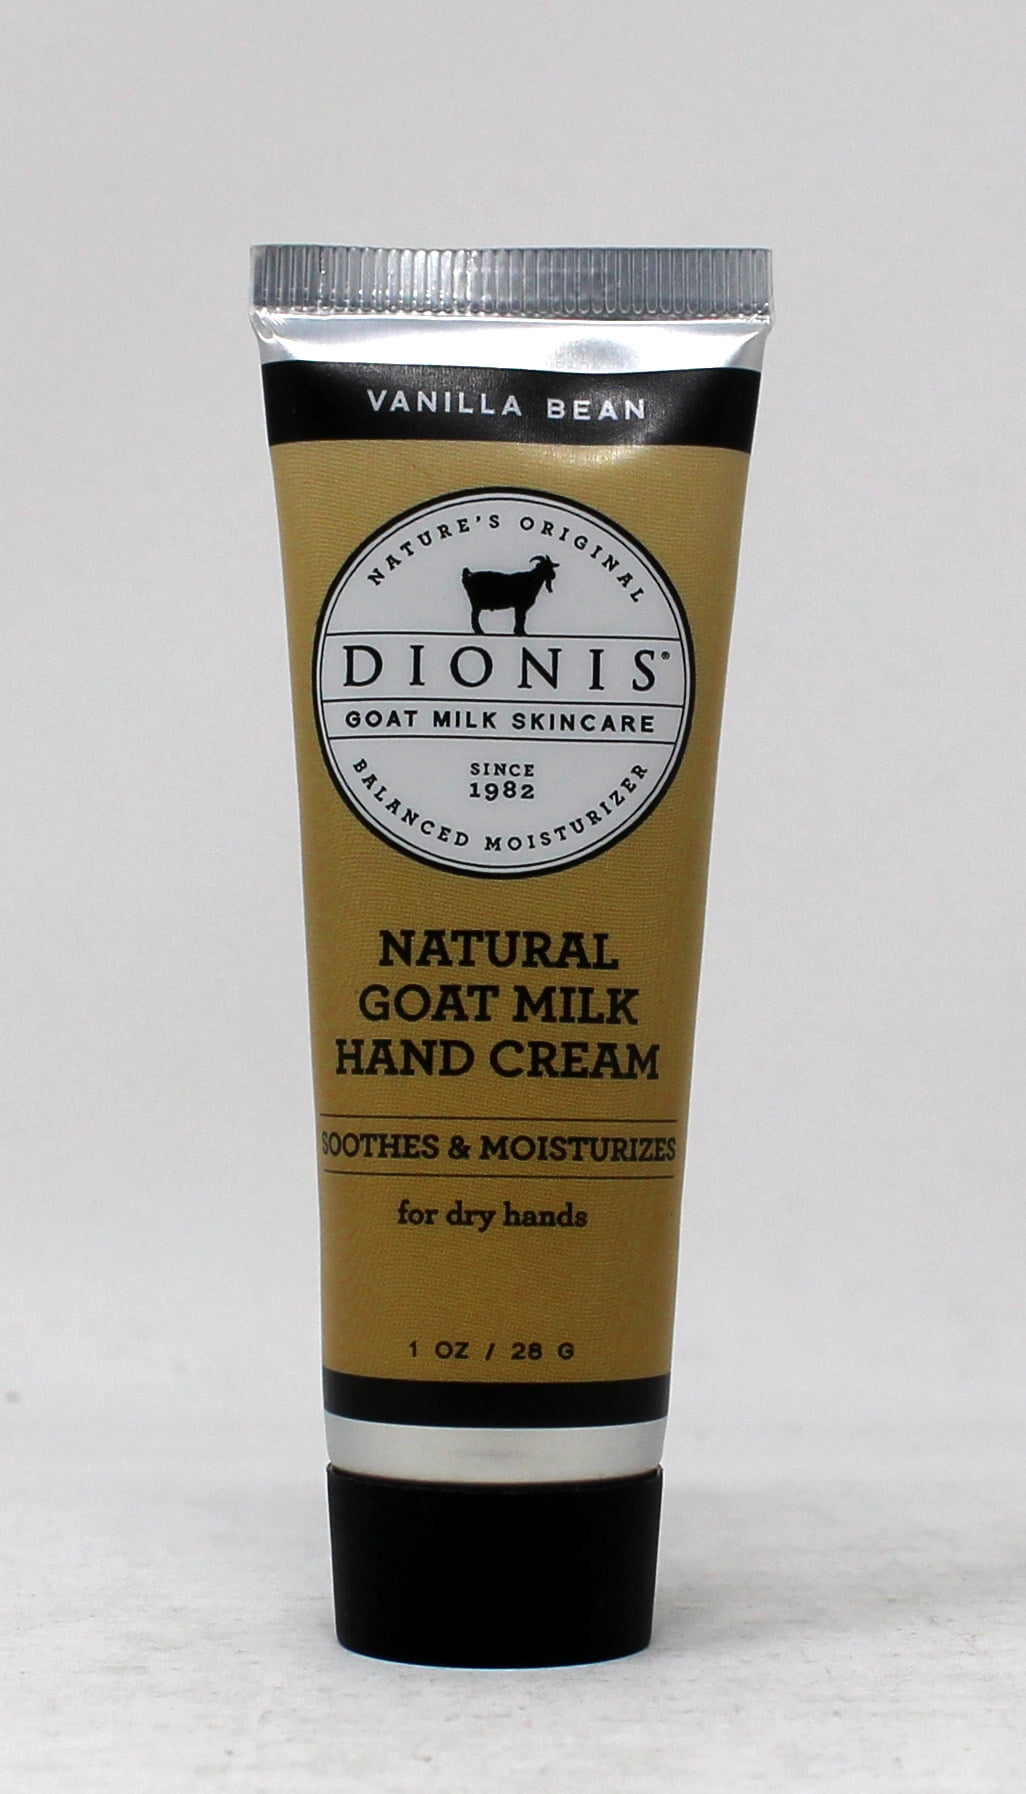 VANILLA BEAN
NATURE'S ORIGINAL
DIONIS®
GOAT MILK SKINCARE
SINCE
1982
BALANCED MOISTURIZER
NATURAL
GOAT MILK
HAND CREAM
SOOTHES & MOISTURIZES
for dry hands
1 OZ / 28 G